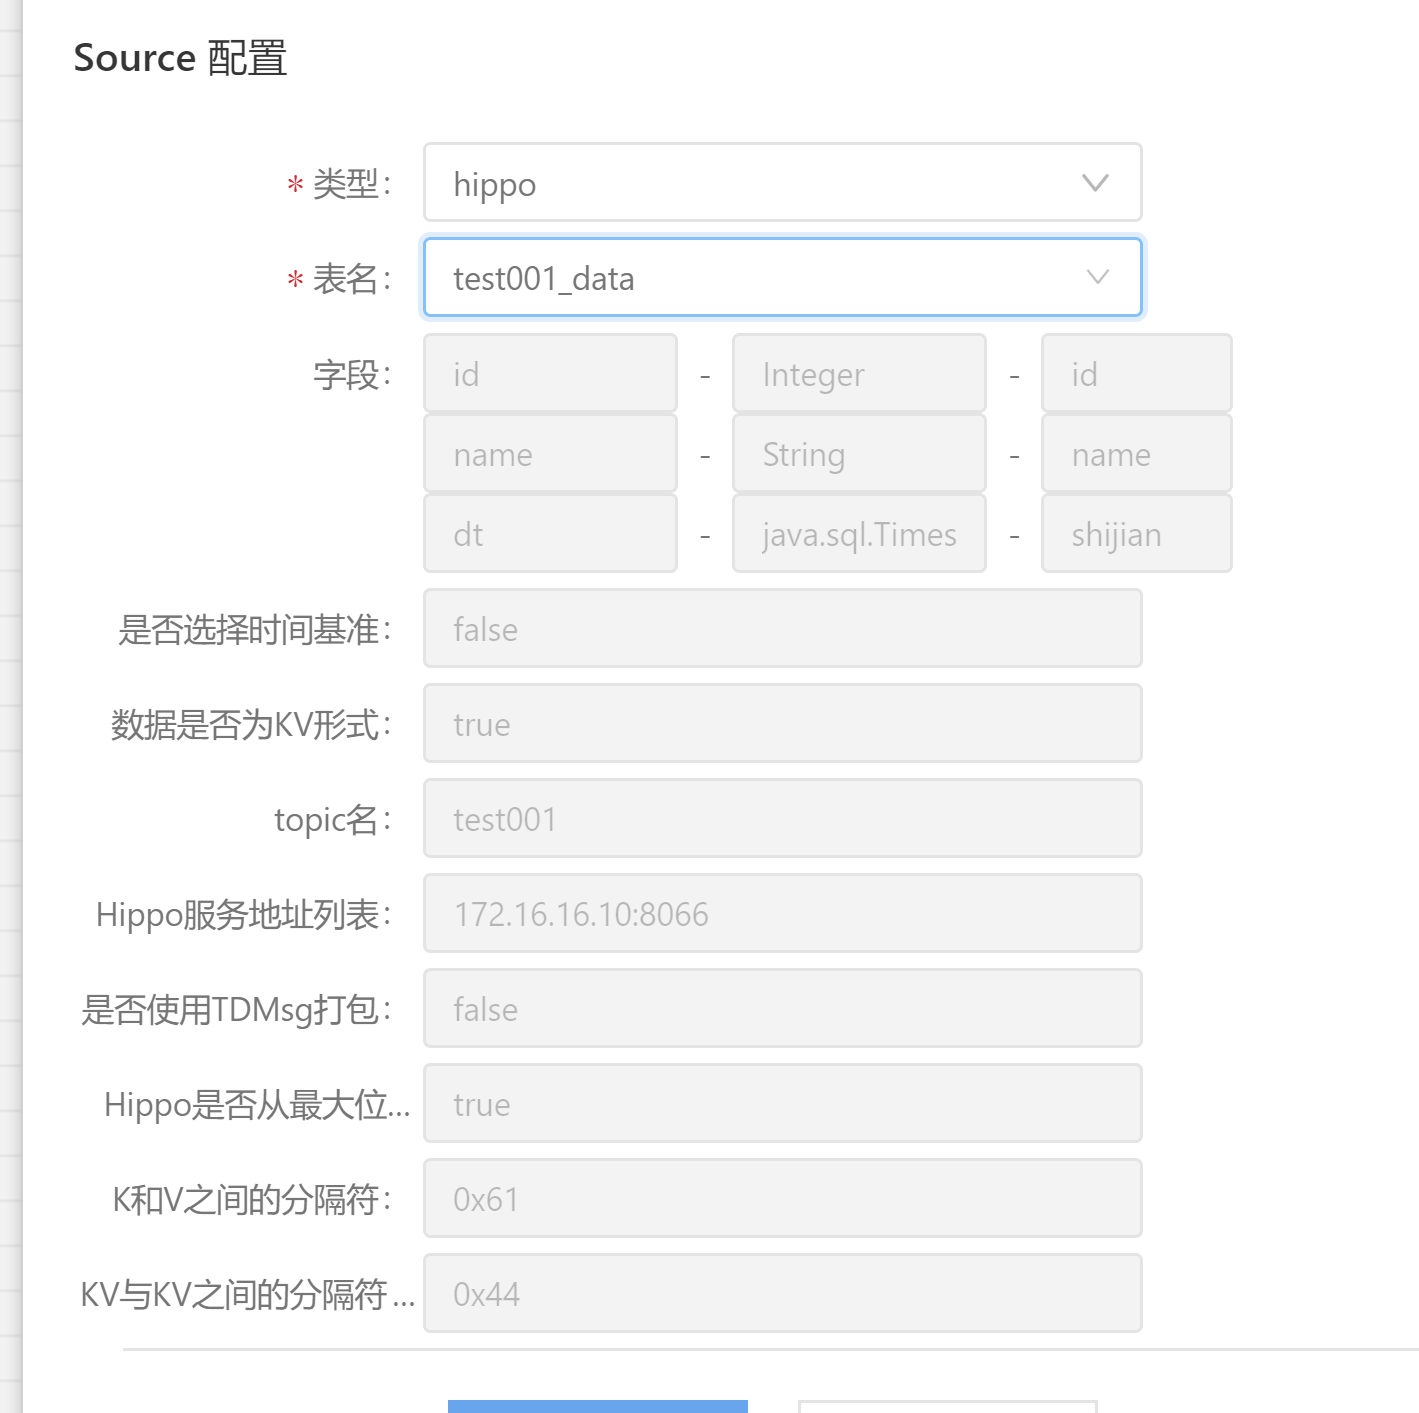 Source 配置
* 类型: hippo
* 表名: test001_data
字段: id - Integer - id
name - String - name
dt - java.sql.Times - shijian
是否选择时间基准: false
数据是否为KV形式: true
topic名: test001
Hippo服务地址列表: 172.16.16.10:8066
是否使用TDMsg打包: false
Hippo是否从最大位... true
K和V之间的分隔符: 0x61
KV与KV之间的分隔符... 0x44